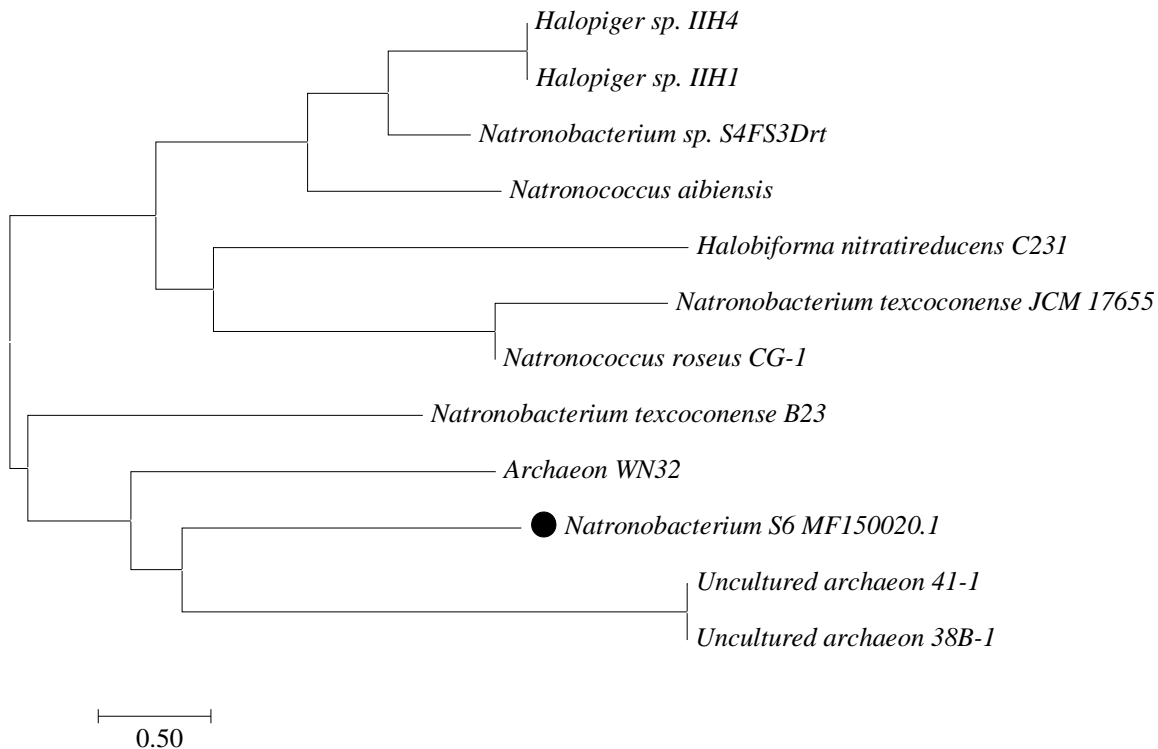 Halopiger sp. IIH4
Halopiger sp. IIH1
Natronobacterium sp. S4FS3Drt
Natronococcus aibiensis
Halobiforma nitratireducens C231
Natronobacterium texcoconense JCM 17655
Natronococcus roseus CG-1
Natronobacterium texcoconense B23
Archaeon WN32
Natronobacterium S6 MF150020.1
Uncultured archaeon 41-1
Uncultured archaeon 38B-1
0.50